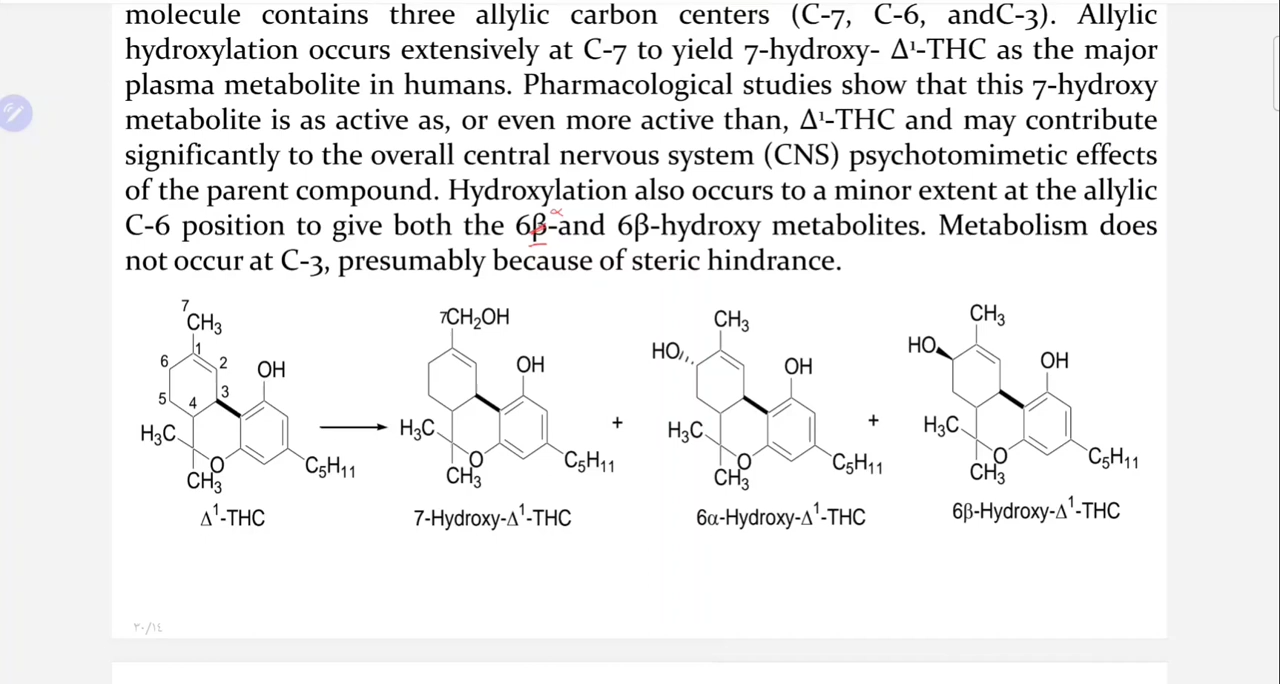 molecule contains three allylic carbon centers (C-7, C-6, andC-3). Allylic
hydroxylation occurs extensively at C-7 to yield 7-hydroxy- Δ¹-THC as the major
plasma metabolite in humans. Pharmacological studies show that this 7-hydroxy
metabolite is as active as, or even more active than, Δ¹-THC and may contribute
significantly to the overall central nervous system (CNS) psychotomimetic effects
of the parent compound. Hydroxylation also occurs to a minor extent at the allylic
α
C-6 position to give both the 6β-and 6β-hydroxy metabolites. Metabolism does
not occur at C-3, presumably because of steric hindrance.
7
CH₃
1
6
2
OH
5
4
3
H₃C
O
CH₃
C₅H₁₁
Δ¹-THC
7CH₂OH
OH
H₃C
O
CH₃
C₅H₁₁
7-Hydroxy-Δ¹-THC
+
CH₃
HO
OH
H₃C
O
CH₃
C₅H₁₁
6α-Hydroxy-Δ¹-THC
+
CH₃
HO
OH
H₃C
O
CH₃
C₅H₁₁
6β-Hydroxy-Δ¹-THC
٣٠/١٤